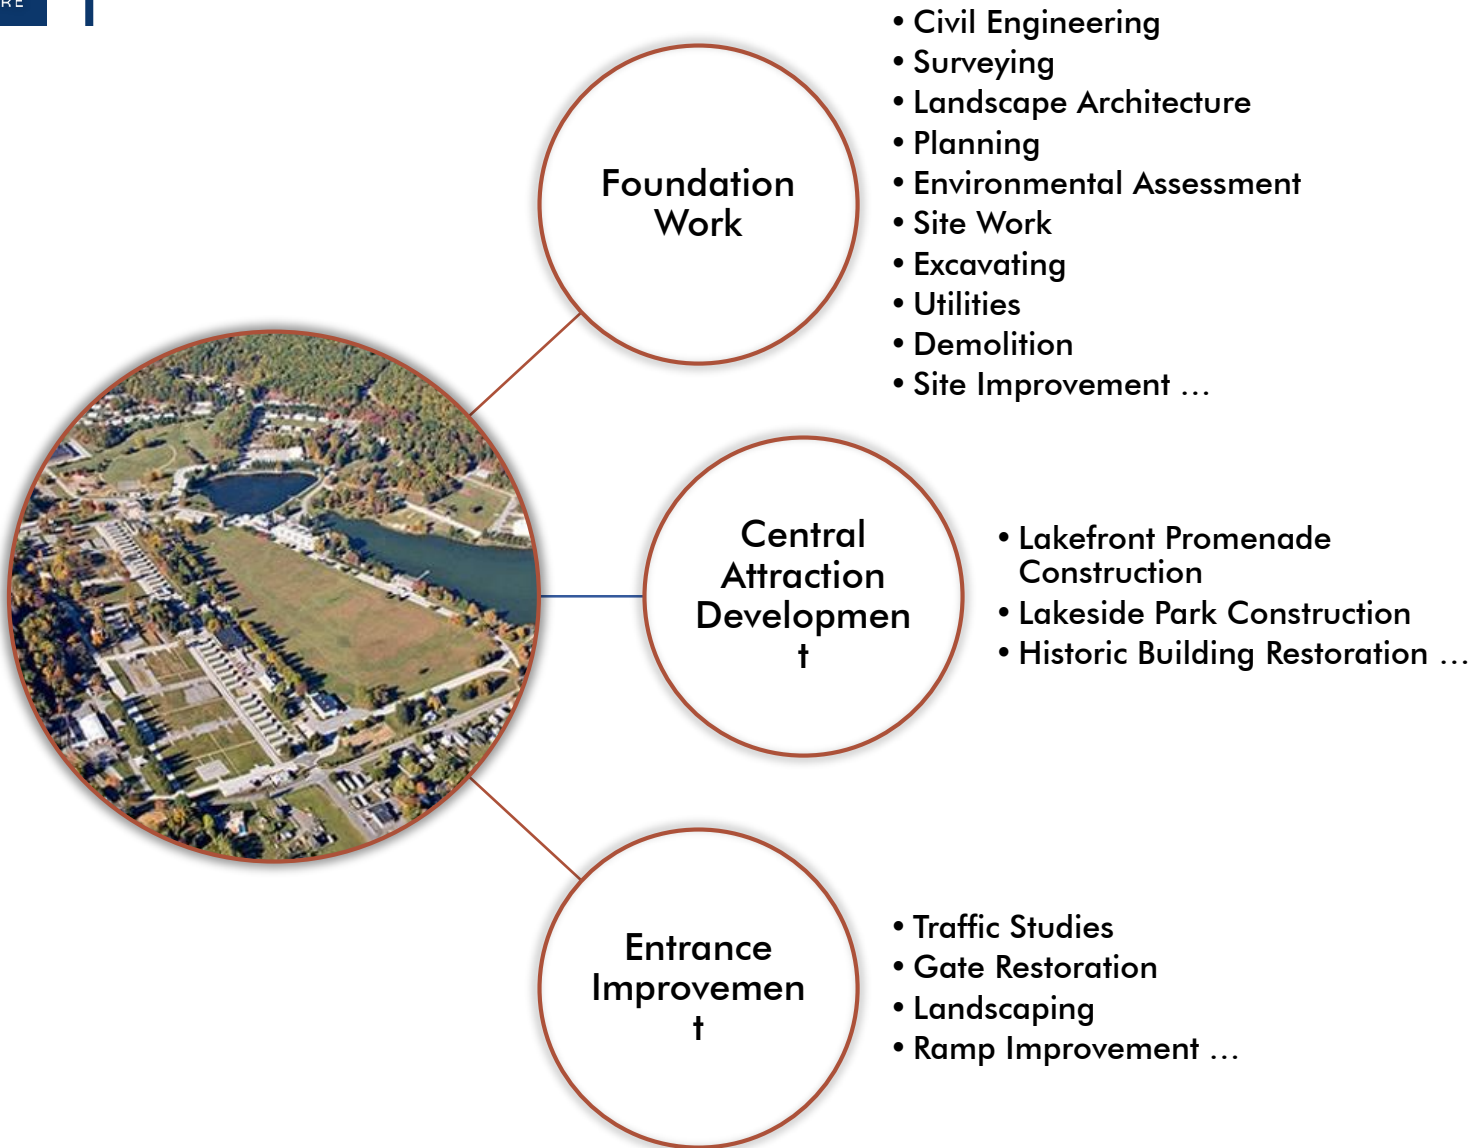 RE
Foundation
Work
• Civil Engineering
• Surveying
• Landscape Architecture
• Planning
• Environmental Assessment
• Site Work
• Excavating
• Utilities
• Demolition
• Site Improvement …
Central
Attraction
Developmen
t
• Lakefront Promenade
Construction
• Lakeside Park Construction
• Historic Building Restoration …
Entrance
Improvemen
t
• Traffic Studies
• Gate Restoration
• Landscaping
• Ramp Improvement …